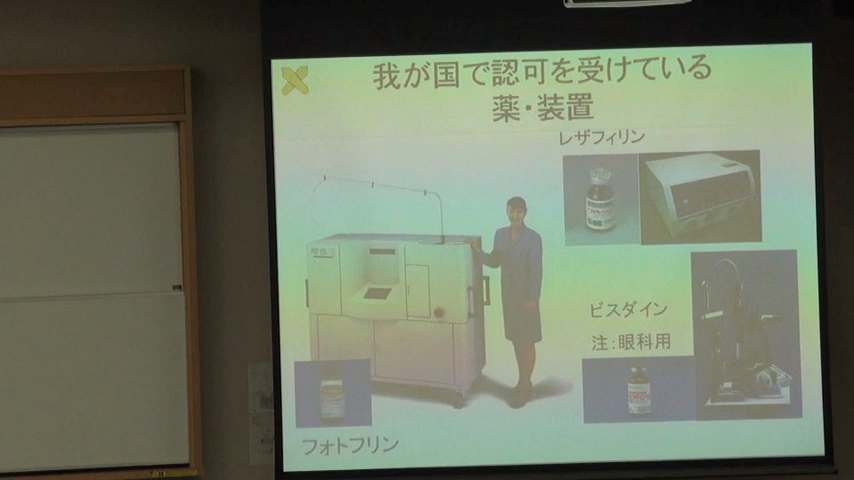 我が国で認可を受けている
薬・装置
レザフィリン
ビスダイン
注:眼科用
フォトフリン